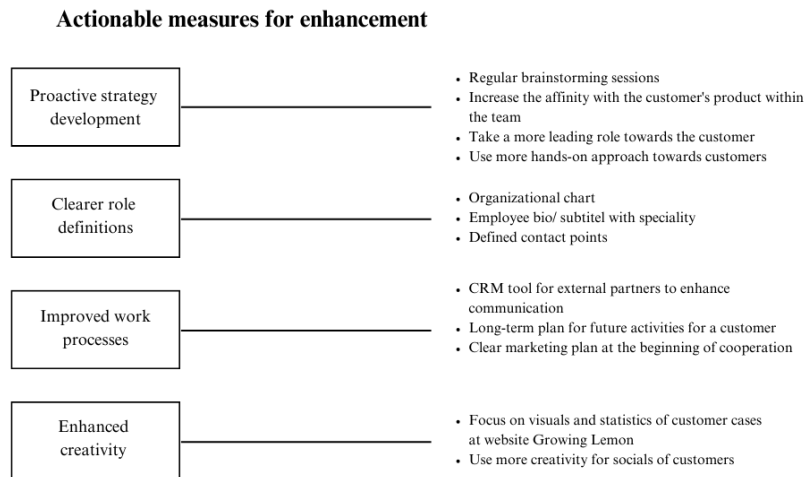 Actionable measures for enhancement
Proactive strategy
development
• Regular brainstorming sessions
• Increase the affinity with the customer's product within
the team
• Take a more leading role towards the customer
• Use more hands-on approach towards customers
Clearer role
definitions
• Organizational chart
• Employee bio/ subtitel with speciality
• Defined contact points
Improved work
processes
• CRM tool for external partners to enhance
communication
• Long-term plan for future activities for a customer
• Clear marketing plan at the beginning of cooperation
Enhanced
creativity
• Focus on visuals and statistics of customer cases
at website Growing Lemon
• Use more creativity for socials of customers